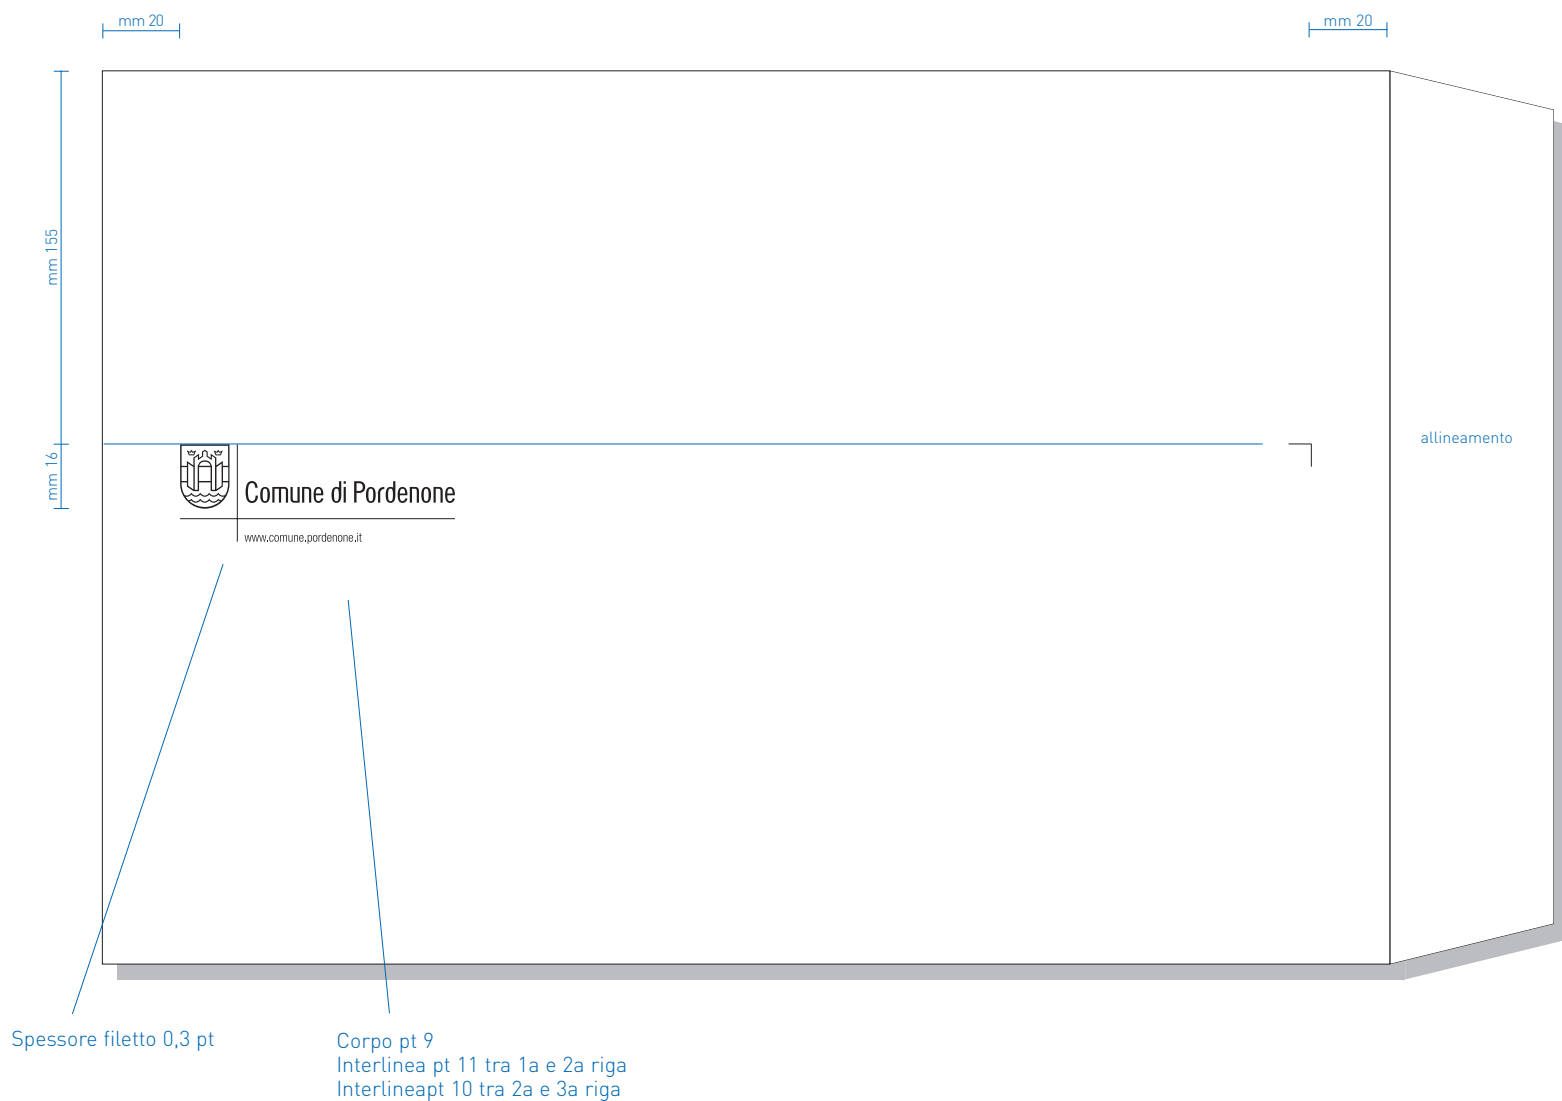 mm 20
mm 20
mm 155
mm 16
allineamento
Comune di Pordenone
www.comune.pordenone.it
Spessore filetto 0,3 pt
Corpo pt 9
Interlinea pt 11 tra 1a e 2a riga
Interlineapt 10 tra 2a e 3a riga